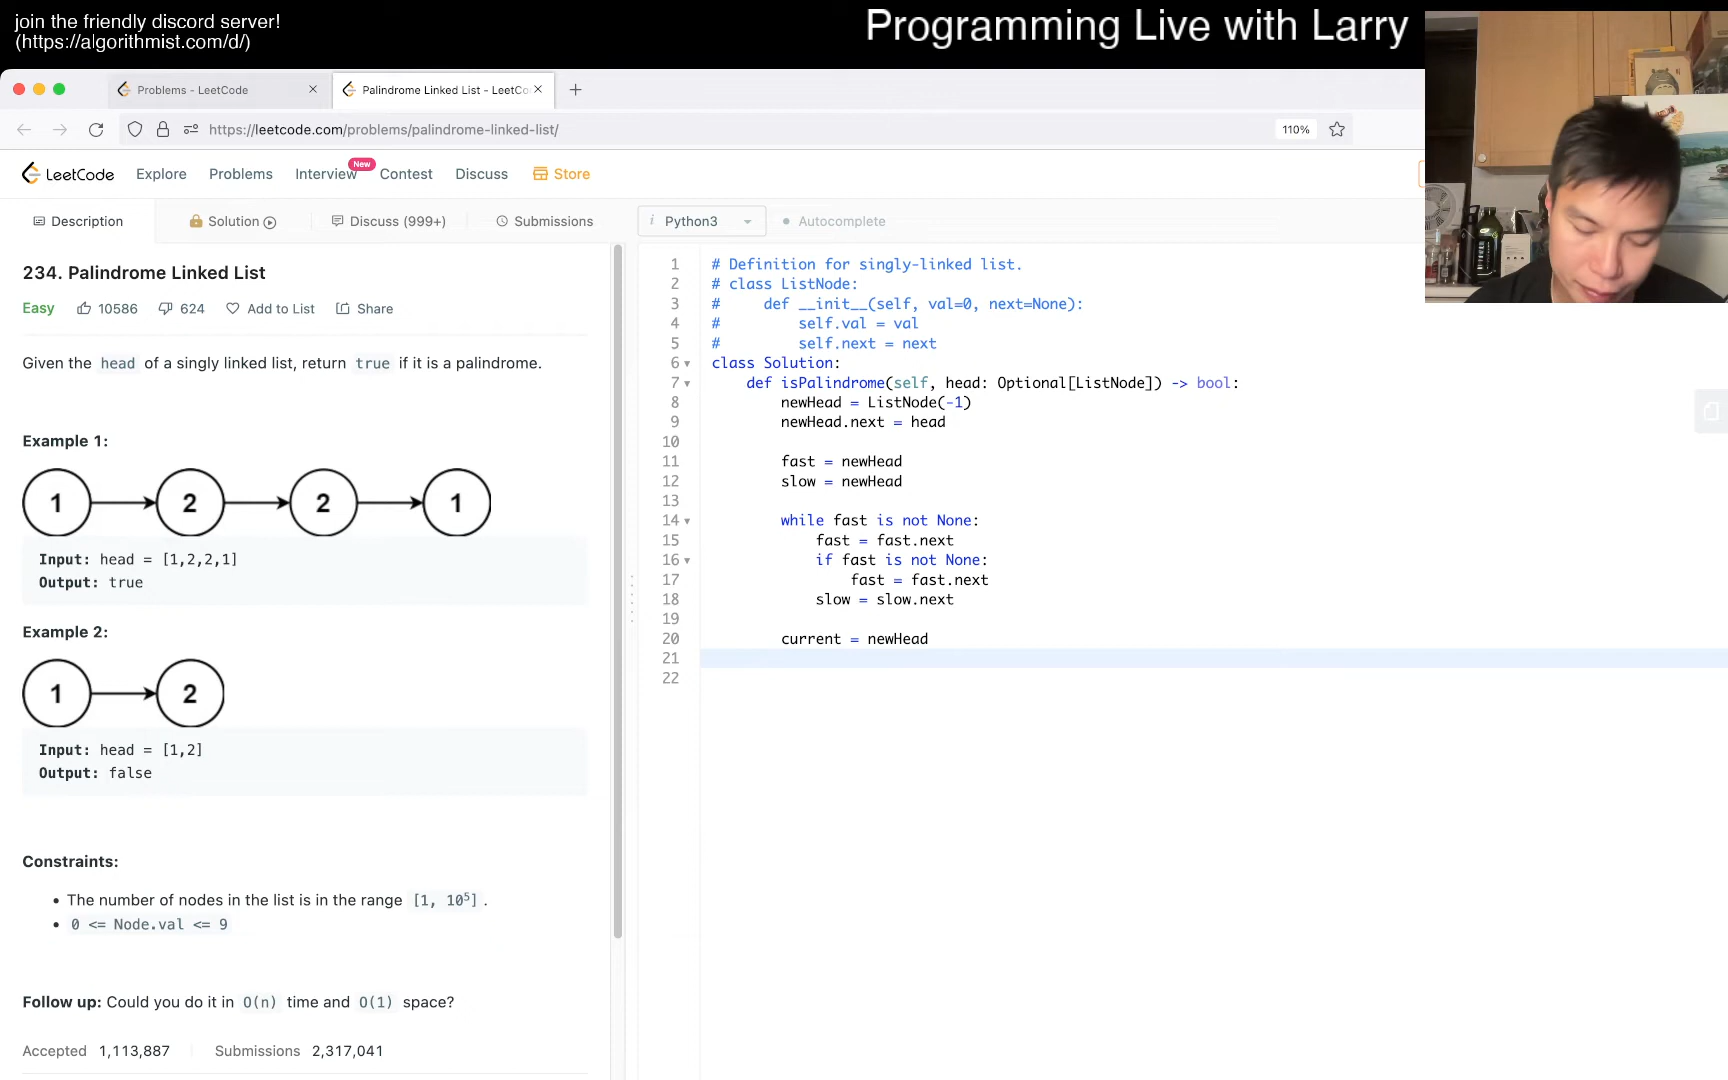 join the friendly discord server!
(https://algorithmist.com/d/)
Programming Live with Larry
Problems - LeetCode
Palindrome Linked List - LeetCo
https://leetcode.com/problems/palindrome-linked-list/
110%
LeetCode
Explore
Problems
Interview
New
Contest
Discuss
Store
Description
Solution
Discuss (999+)
Submissions
i Python3
Autocomplete
234. Palindrome Linked List
Easy
10586
624
Add to List
Share
Given the head of a singly linked list, return true if it is a palindrome.
Example 1:
1 2 2 1
Input: head = [1,2,2,1]
Output: true
Example 2:
1 2
Input: head = [1,2]
Output: false
Constraints:
• The number of nodes in the list is in the range [1, 10⁵].
• 0 <= Node.val <= 9
Follow up: Could you do it in O(n) time and O(1) space?
Accepted 1,113,887
Submissions 2,317,041
1 # Definition for singly-linked list.
2 # class ListNode:
3 #     def __init__(self, val=0, next=None):
4 #         self.val = val
5 #         self.next = next
6 class Solution:
7     def isPalindrome(self, head: Optional[ListNode]) -> bool:
8         newHead = ListNode(-1)
9         newHead.next = head
10
11         fast = newHead
12         slow = newHead
13
14         while fast is not None:
15             fast = fast.next
16             if fast is not None:
17                 fast = fast.next
18             slow = slow.next
19
20         current = newHead
21
22